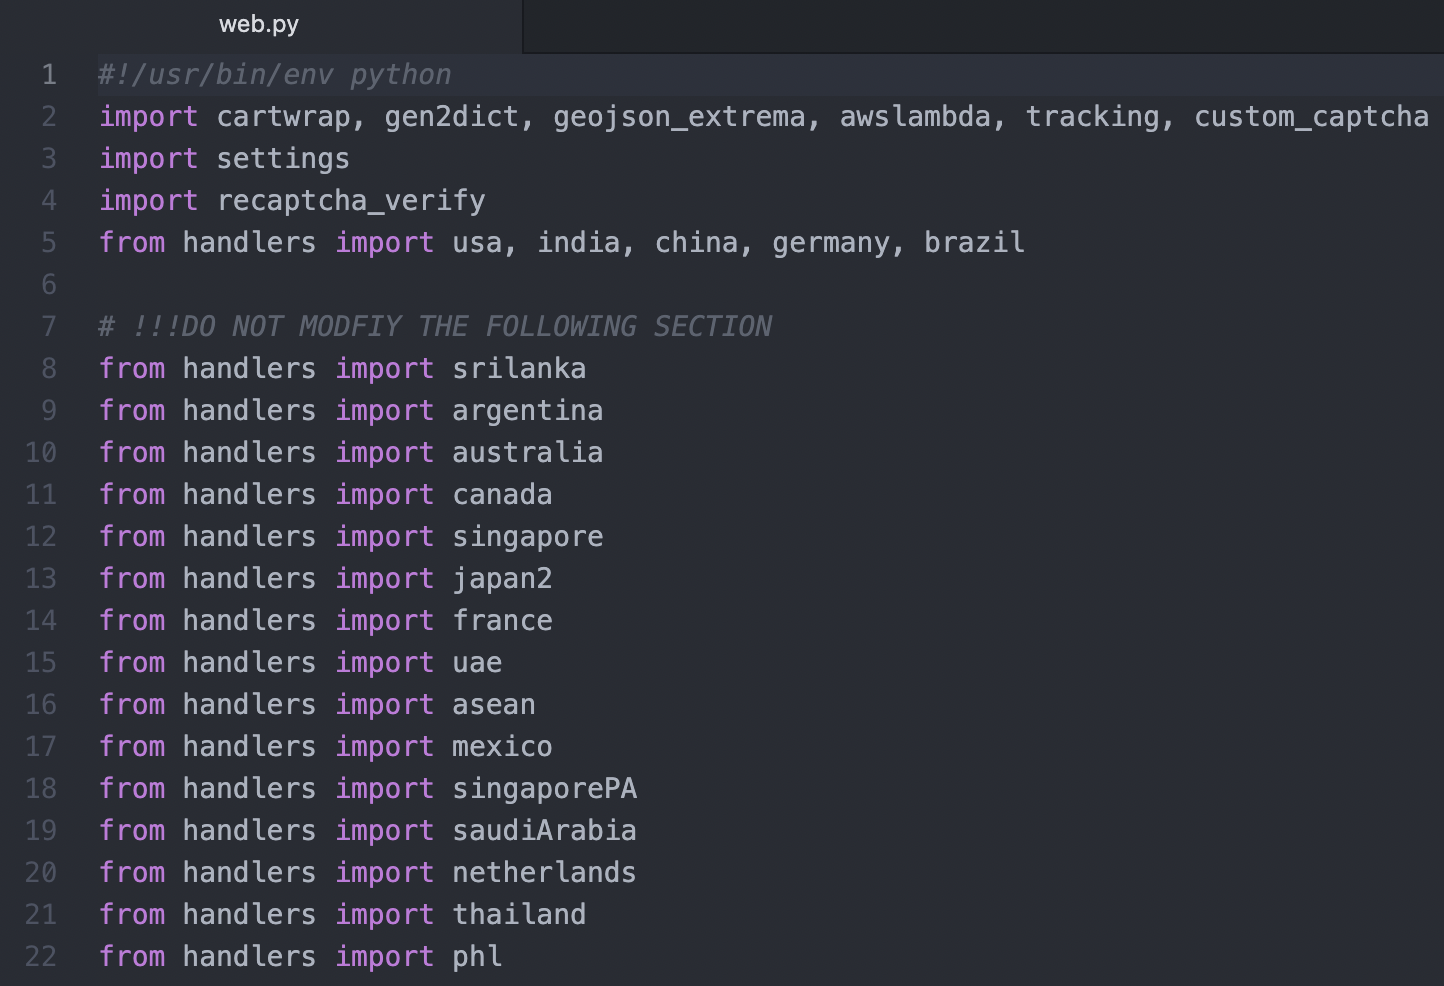 web.py
1 #!/usr/bin/env python
2 import cartwrap, gen2dict, geojson_extrema, awslambda, tracking, custom_captcha
3 import settings
4 import recaptcha_verify
5 from handlers import usa, india, china, germany, brazil
6
7 # !!!DO NOT MODFIY THE FOLLOWING SECTION
8 from handlers import srilanka
9 from handlers import argentina
10 from handlers import australia
11 from handlers import canada
12 from handlers import singapore
13 from handlers import japan2
14 from handlers import france
15 from handlers import uae
16 from handlers import asean
17 from handlers import mexico
18 from handlers import singaporePA
19 from handlers import saudiArabia
20 from handlers import netherlands
21 from handlers import thailand
22 from handlers import phl